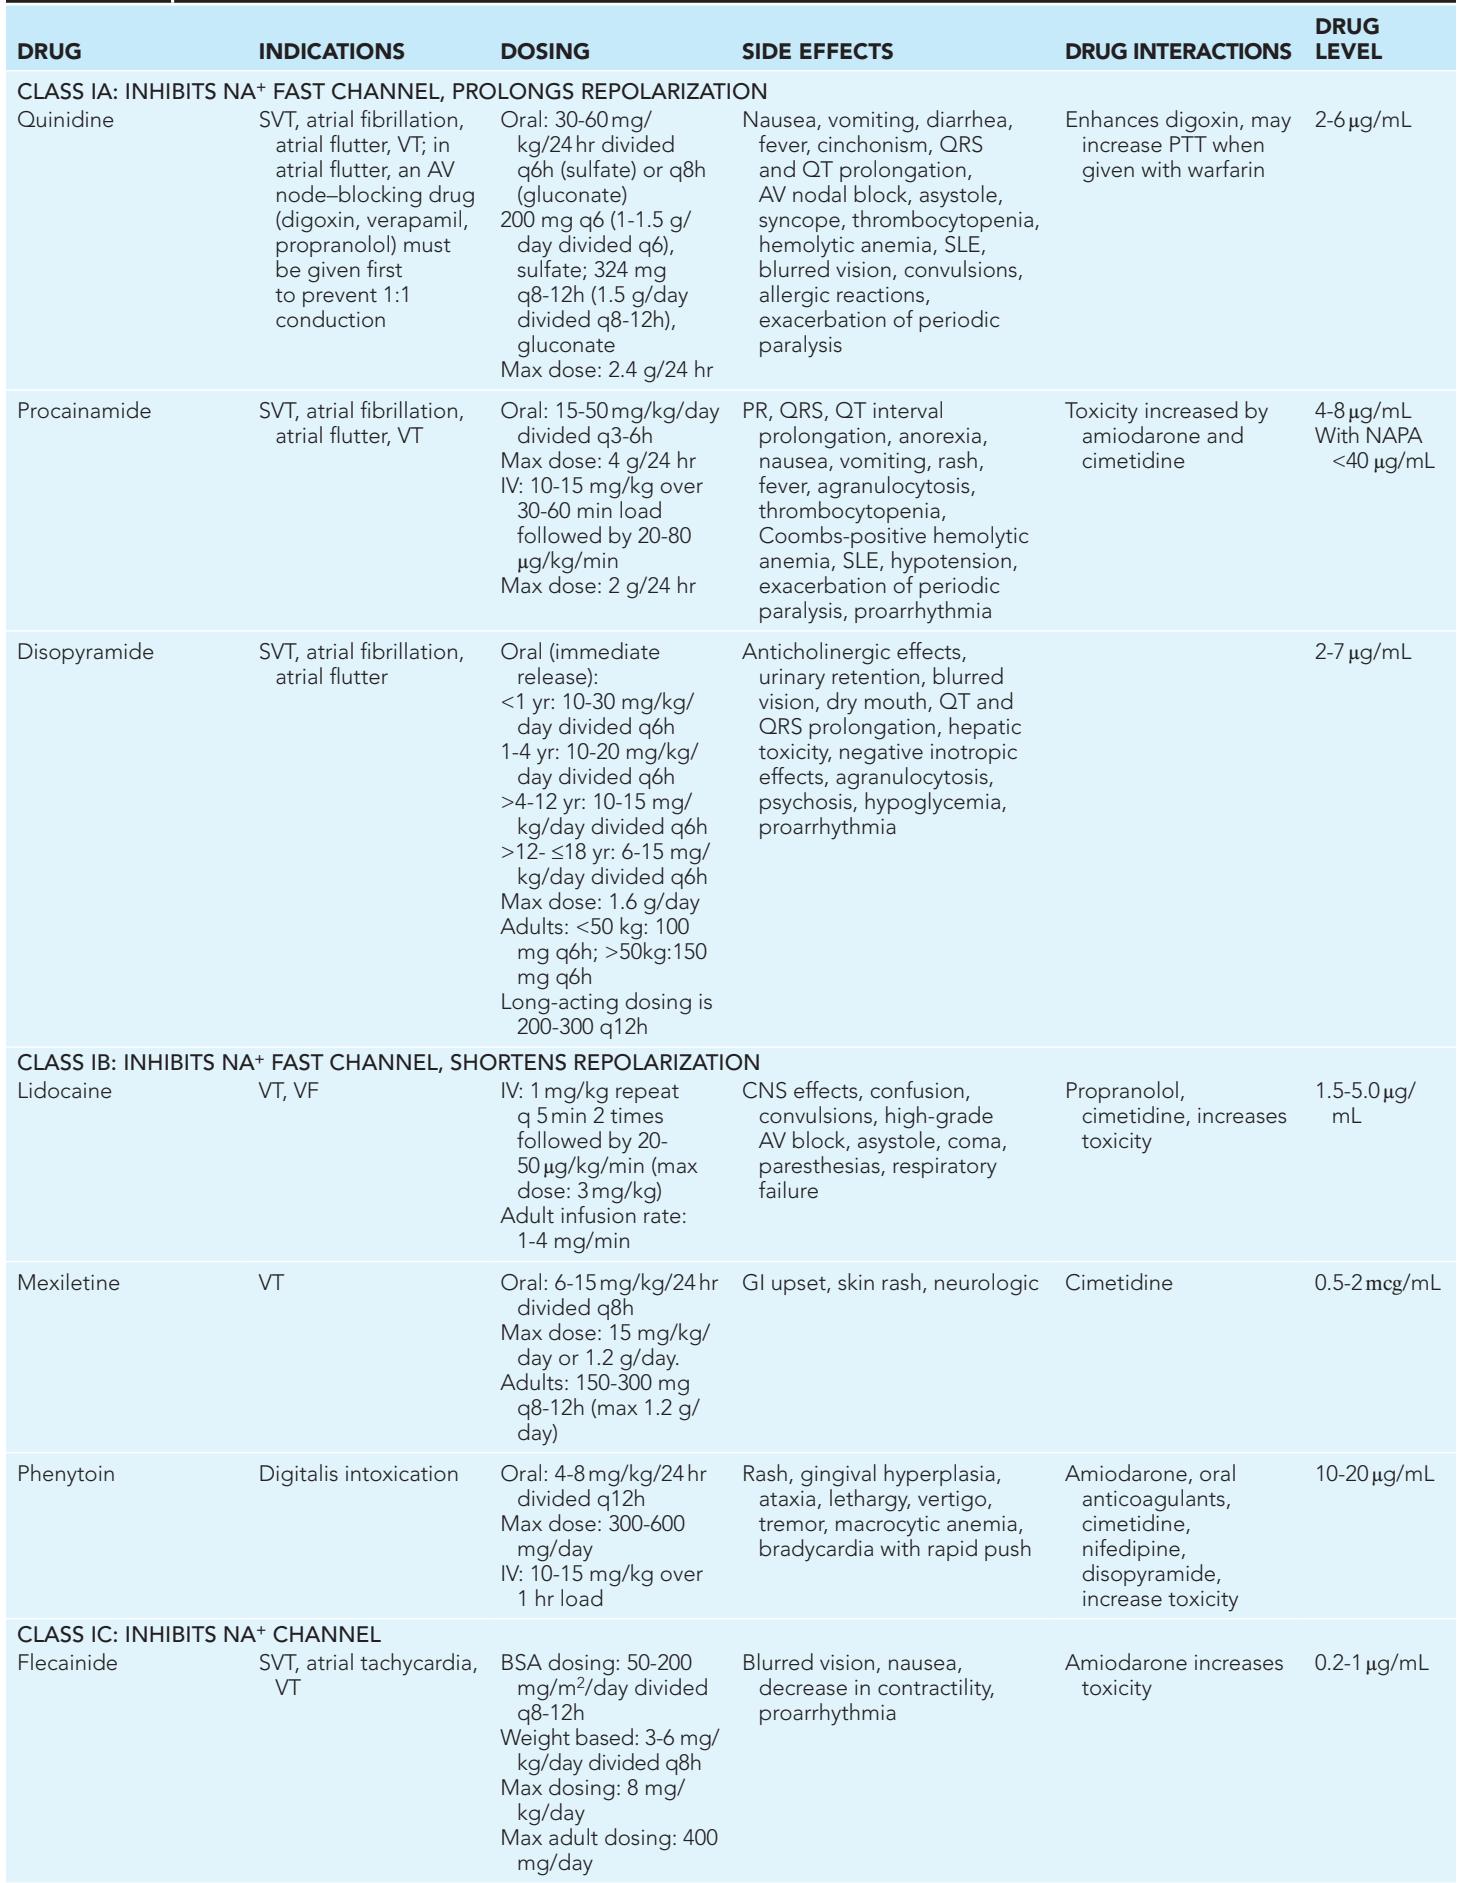 DRUG INDICATIONS DOSING SIDE EFFECTS DRUG INTERACTIONS DRUG LEVEL
CLASS IA: INHIBITS NA+ FAST CHANNEL, PROLONGS REPOLARIZATION
Quinidine
SVT, atrial fibrillation,
atrial flutter, VT; in
atrial flutter, an AV
node–blocking drug
(digoxin, verapamil,
propranolol) must
be given first
to prevent 1:1
conduction
Oral: 30-60 mg/
kg/24 hr divided
q6h (sulfate) or q8h
(gluconate)
200 mg q6 (1-1.5 g/
day divided q6),
sulfate; 324 mg
q8-12h (1.5 g/day
divided q8-12h),
gluconate
Max dose: 2.4 g/24 hr
Nausea, vomiting, diarrhea,
fever, cinchonism, QRS
and QT prolongation,
AV nodal block, asystole,
syncope, thrombocytopenia,
hemolytic anemia, SLE,
blurred vision, convulsions,
allergic reactions,
exacerbation of periodic
paralysis
Enhances digoxin, may
increase PTT when
given with warfarin
2-6 μg/mL
Procainamide
SVT, atrial fibrillation,
atrial flutter, VT
Oral: 15-50 mg/kg/day
divided q3-6h
Max dose: 4 g/24 hr
IV: 10-15 mg/kg over
30-60 min load
followed by 20-80
μg/kg/min
Max dose: 2 g/24 hr
PR, QRS, QT interval
prolongation, anorexia,
nausea, vomiting, rash,
fever, agranulocytosis,
thrombocytopenia,
Coombs-positive hemolytic
anemia, SLE, hypotension,
exacerbation of periodic
paralysis, proarrhythmia
Toxicity increased by
amiodarone and
cimetidine
4-8 μg/mL
With NAPA
<40 μg/mL
Disopyramide
SVT, atrial fibrillation,
atrial flutter
Oral (immediate
release):
<1 yr: 10-30 mg/kg/
day divided q6h
1-4 yr: 10-20 mg/kg/
day divided q6h
>4-12 yr: 10-15 mg/
kg/day divided q6h
>12- ≤18 yr: 6-15 mg/
kg/day divided q6h
Max dose: 1.6 g/day
Adults: <50 kg: 100
mg q6h; >50kg:150
mg q6h
Long-acting dosing is
200-300 q12h
Anticholinergic effects,
urinary retention, blurred
vision, dry mouth, QT and
QRS prolongation, hepatic
toxicity, negative inotropic
effects, agranulocytosis,
psychosis, hypoglycemia,
proarrhythmia
2-7 μg/mL
CLASS IB: INHIBITS NA+ FAST CHANNEL, SHORTENS REPOLARIZATION
Lidocaine
VT, VF
IV: 1 mg/kg repeat
q 5 min 2 times
followed by 20-
50 μg/kg/min (max
dose: 3 mg/kg)
Adult infusion rate:
1-4 mg/min
CNS effects, confusion,
convulsions, high-grade
AV block, asystole, coma,
paresthesias, respiratory
failure
Propranolol,
cimetidine, increases
toxicity
1.5-5.0 μg/
mL
Mexiletine
VT
Oral: 6-15 mg/kg/24 hr
divided q8h
Max dose: 15 mg/kg/
day or 1.2 g/day.
Adults: 150-300 mg
q8-12h (max 1.2 g/
day)
GI upset, skin rash, neurologic
Cimetidine
0.5-2 mcg/mL
Phenytoin
Digitalis intoxication
Oral: 4-8 mg/kg/24 hr
divided q12h
Max dose: 300-600
mg/day
IV: 10-15 mg/kg over
1 hr load
Rash, gingival hyperplasia,
ataxia, lethargy, vertigo,
tremor, macrocytic anemia,
bradycardia with rapid push
Amiodarone, oral
anticoagulants,
cimetidine,
nifedipine,
disopyramide,
increase toxicity
10-20 μg/mL
CLASS IC: INHIBITS NA+ CHANNEL
Flecainide
SVT, atrial tachycardia,
VT
BSA dosing: 50-200
mg/m2/day divided
q8-12h
Weight based: 3-6 mg/
kg/day divided q8h
Max dosing: 8 mg/
kg/day
Max adult dosing: 400
mg/day
Blurred vision, nausea,
decrease in contractility,
proarrhythmia
Amiodarone increases
toxicity
0.2-1 μg/mL